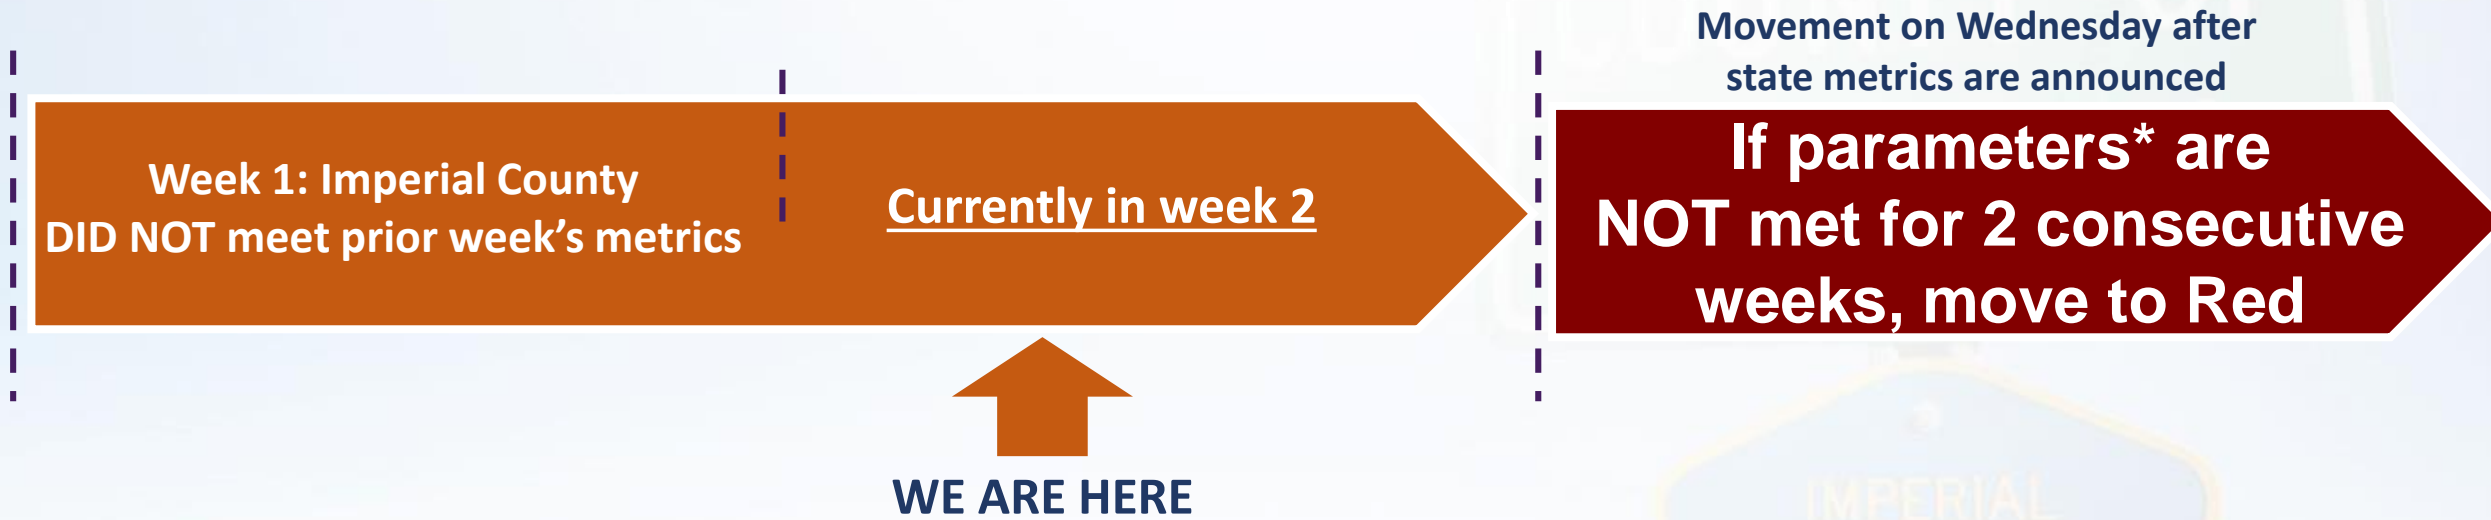 Movement on Wednesday after
state metrics are announced
Week 1: Imperial County
DID NOT meet prior week's metrics
Currently in week 2
If parameters* are
NOT met for 2 consecutive
weeks, move to Red
WE ARE HERE
IMPERIAL